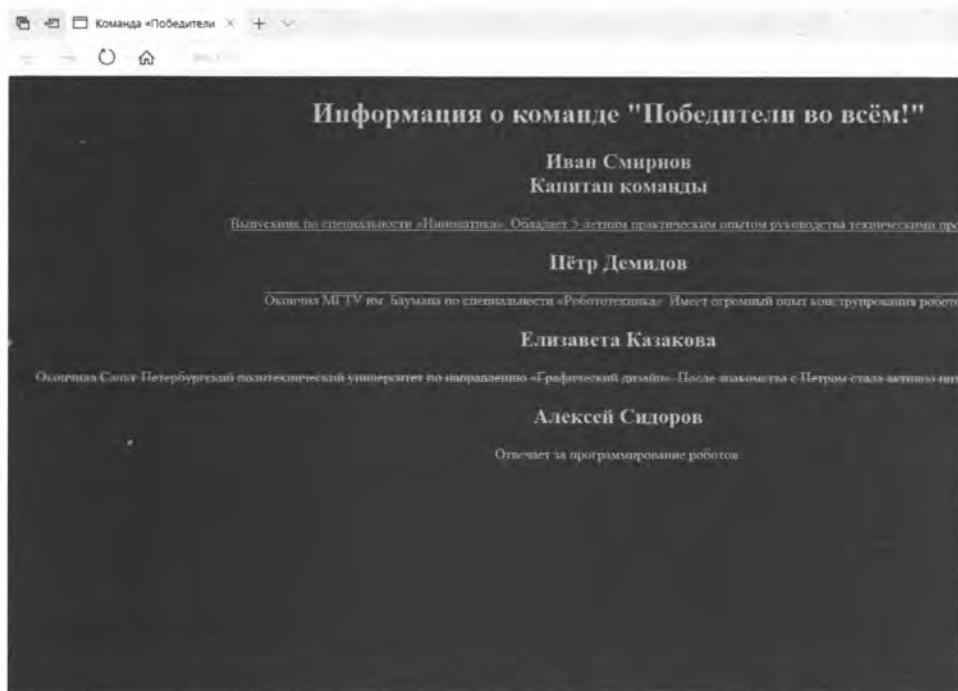 Команда «Победители
Информация о команде "Победители во всём!"
Иван Смирнов
Капитан команды
Выпускник по специальности «Инноватика». Обладает 5-летним практическим опытом руководства техническими про
Пётр Демидов
Окончил МГТУ им. Баумана по специальности «Робототехника». Имеет огромный опыт конструирования робото
Елизавета Казакова
Окончила Санкт-Петербургский политехнический университет по направлению «Графический дизайн». После знакомства с Петром стала активно
Алексей Сидоров
Отвечает за программирование роботов.